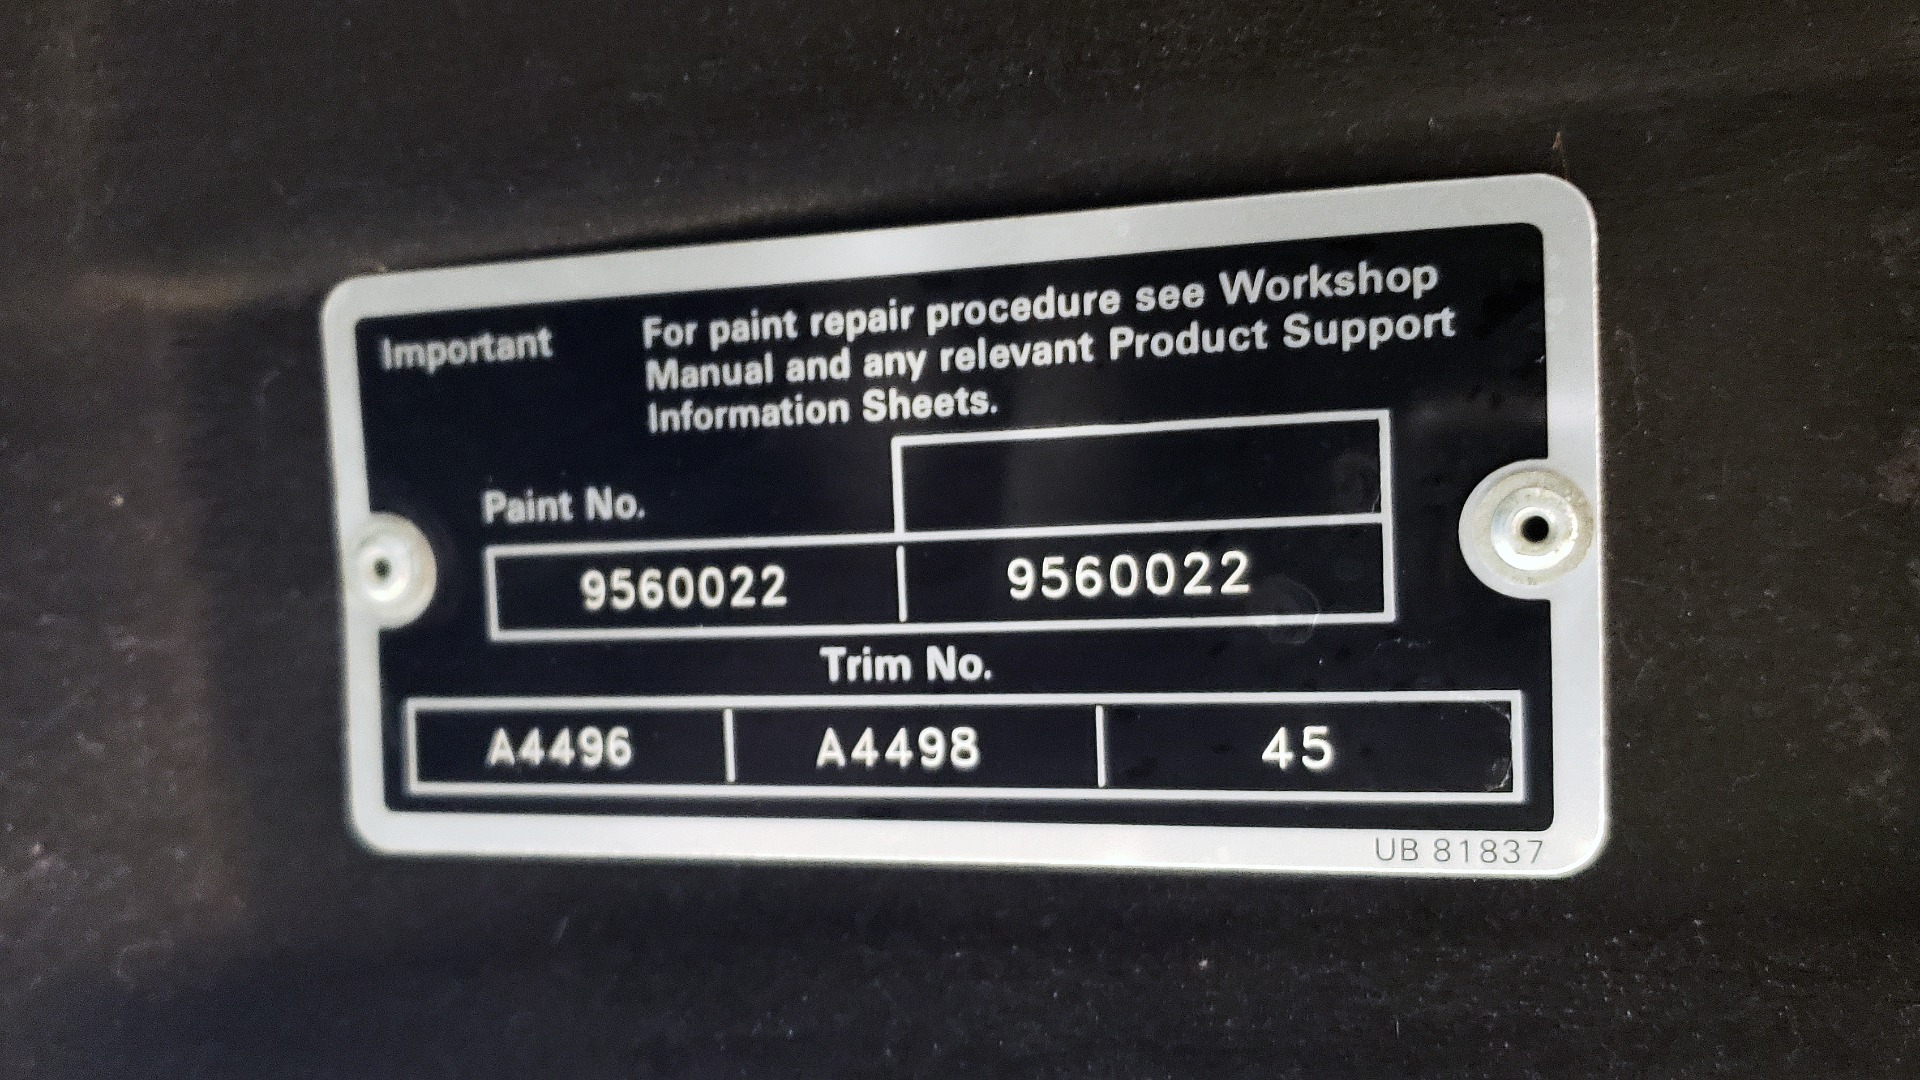 Important
For paint repair procedure see Workshop
Manual and any relevant Product Support
Information Sheets.
Paint No.
9560022 9560022
Trim No.
A4496 A4498 45
UB 81837